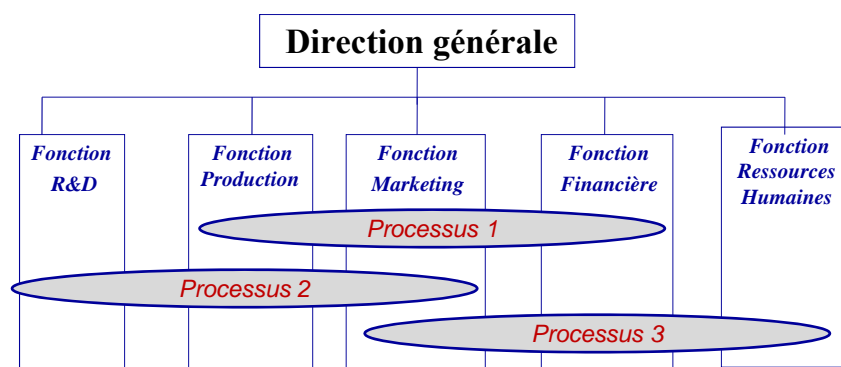 Direction générale
Fonction
R&D
Fonction
Production
Fonction
Marketing
Fonction
Financière
Fonction
Ressources
Humaines
Processus 1
Processus 2
Processus 3